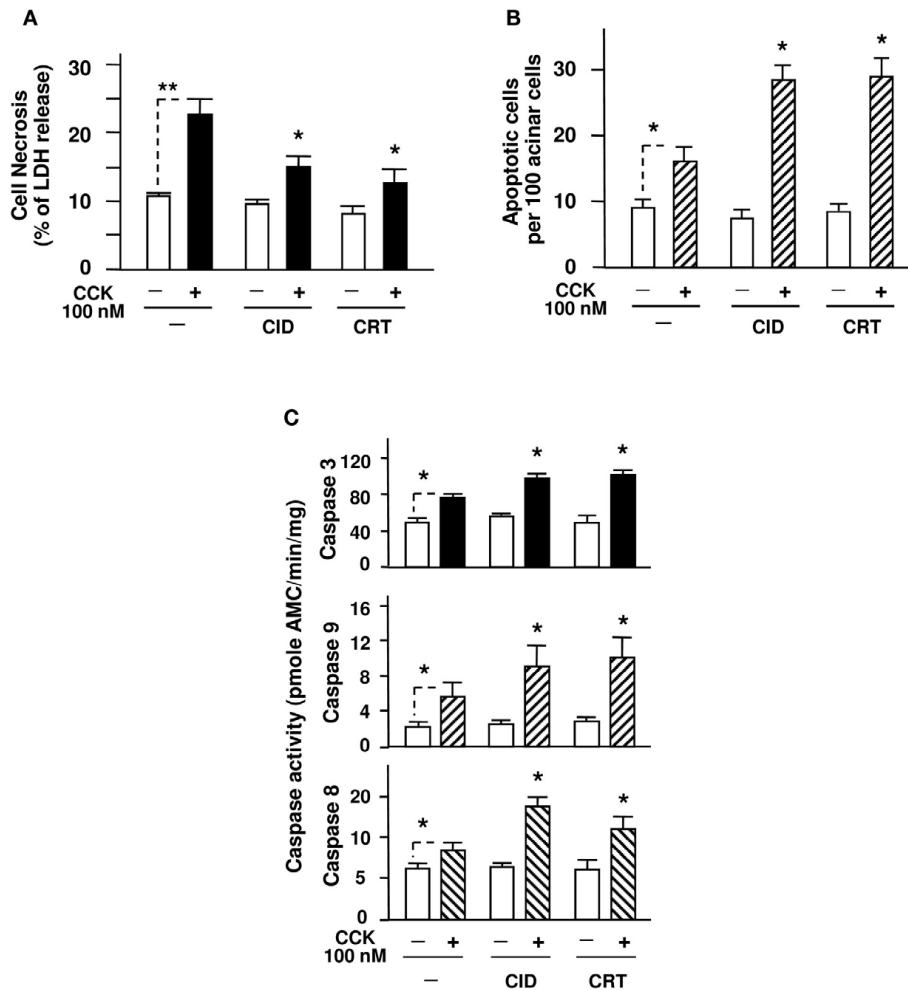 A
Cell Necrosis
(% of LDH release)
30
20
10
0
**
*
*
CCK
100 nM
– + – + – +
– CID CRT
B
Apoptotic cells
per 100 acinar cells
30
20
10
0
*
*
*
CCK
100 nM
– + – + – +
– CID CRT
C
Caspase activity (pmole AMC/min/mg)
Caspase 3
120
80
40
0
*
*
*
Caspase 9
16
12
8
4
0
*
*
*
Caspase 8
20
10
5
0
*
*
*
CCK
100 nM
– + – + – +
– CID CRT